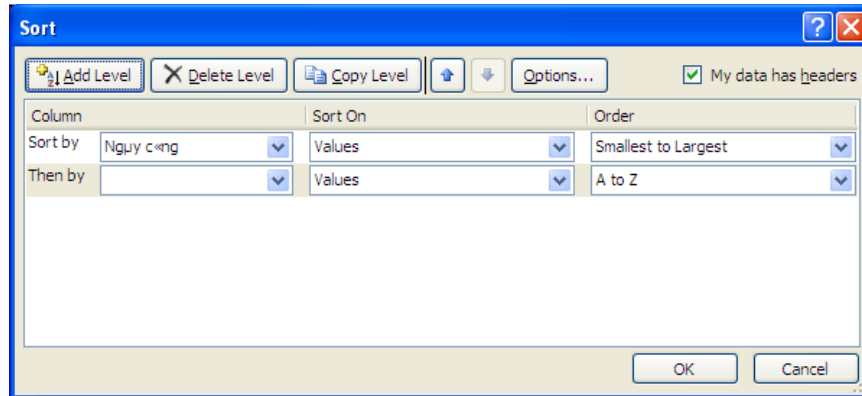 Sort
Add Level Delete Level Copy Level Options... My data has headers
Column Sort On Order
Sort by Ngµy c«ng Values Smallest to Largest
Then by Values A to Z
OK Cancel